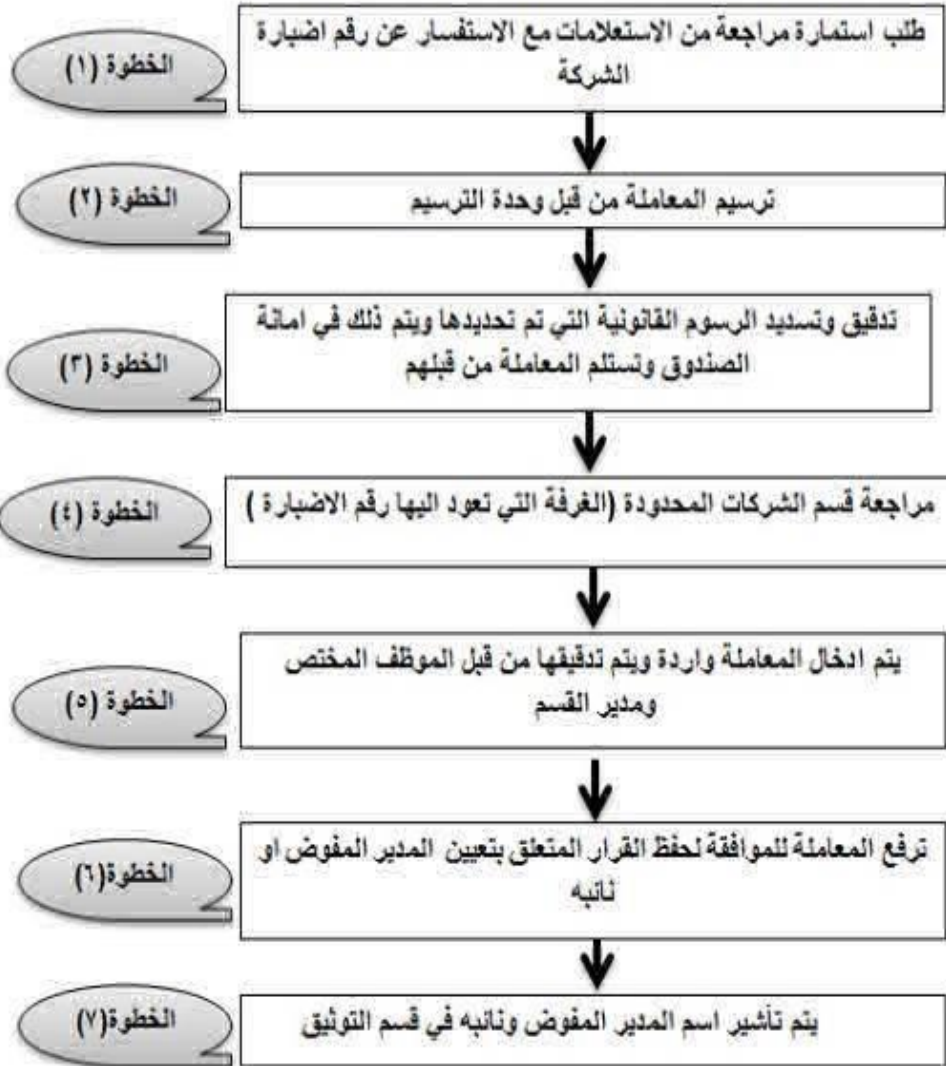 الخطوة (١)
طلب استمارة مراجعة من الاستعلامات مع الاستفسار عن رقم اضبارة
الشركة
الخطوة (٢)
ترسيم المعاملة من قبل وحدة الترسيم
الخطوة (٣)
تدقيق وتسديد الرسوم القانونية التي تم تحديدها ويتم ذلك في امانة
الصندوق وتستلم المعاملة من قبلهم
الخطوة (٤)
مراجعة قسم الشركات المحدودة (الغرفة التي تعود اليها رقم الاضبارة )
الخطوة (٥)
يتم ادخال المعاملة واردة ويتم تدقيقها من قبل الموظف المختص
ومدير القسم
الخطوة(٦)
ترفع المعاملة للموافقة لحفظ القرار المتعلق بتعيين المدير المفوض او
نائبه
الخطوة(٧)
يتم تأشير اسم المدير المفوض ونائبه في قسم التوثيق